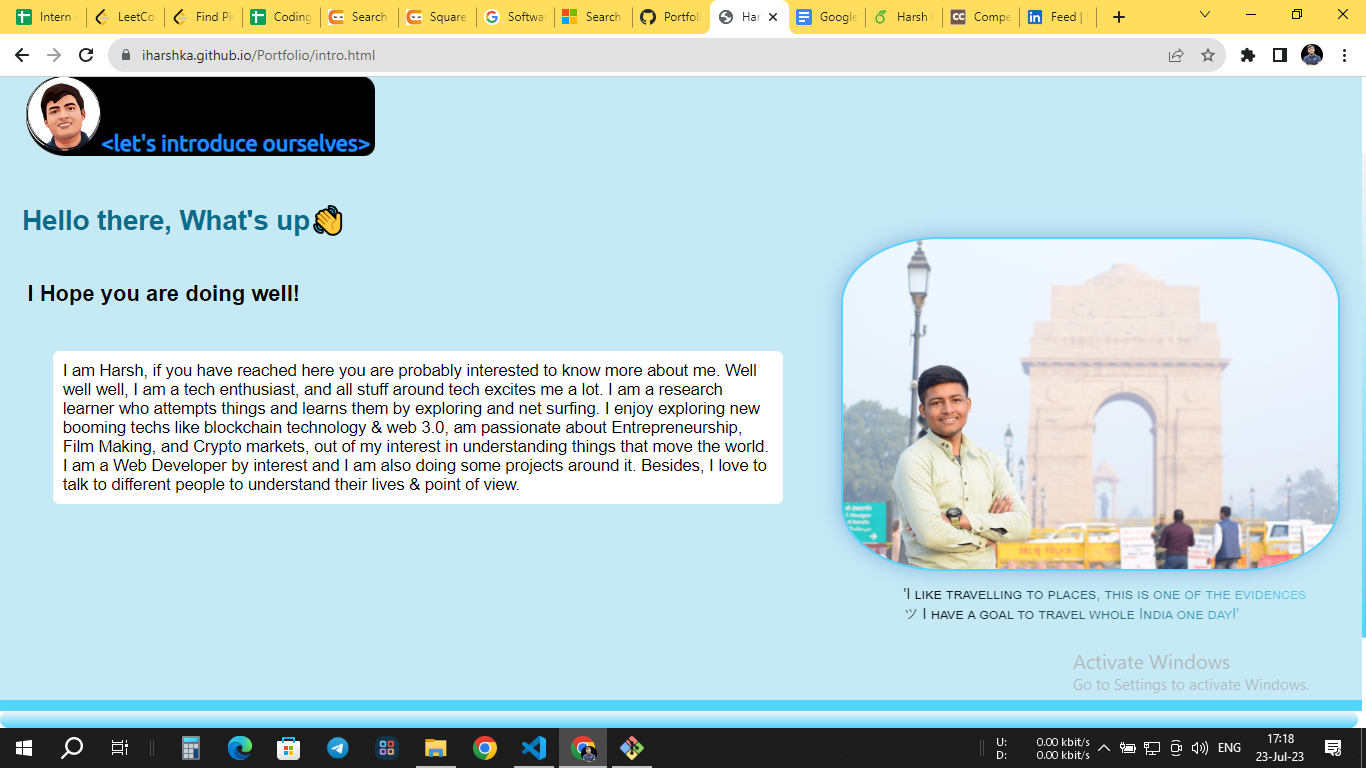 Intern -
LeetCo
Find Pi
Coding
Search
Square
Softwa
Search
Portfoli
Har
Google
Harsh
Compe
Feed |
iharshka.github.io/Portfolio/intro.html
<let's introduce ourselves>
Hello there, What's up👋
I Hope you are doing well!
I am Harsh, if you have reached here you are probably interested to know more about me. Well
well well, I am a tech enthusiast, and all stuff around tech excites me a lot. I am a research
learner who attempts things and learns them by exploring and net surfing. I enjoy exploring new
booming techs like blockchain technology & web 3.0, am passionate about Entrepreneurship,
Film Making, and Crypto markets, out of my interest in understanding things that move the world.
I am a Web Developer by interest and I am also doing some projects around it. Besides, I love to
talk to different people to understand their lives & point of view.
DELHI POLICE
'I like travelling to places, this is one of the evidences
ツ I have a goal to travel whole India one day!'
Activate Windows
Go to Settings to activate Windows.
U: 0.00 kbit/s
D: 0.00 kbit/s
ENG
17:18
23-Jul-23